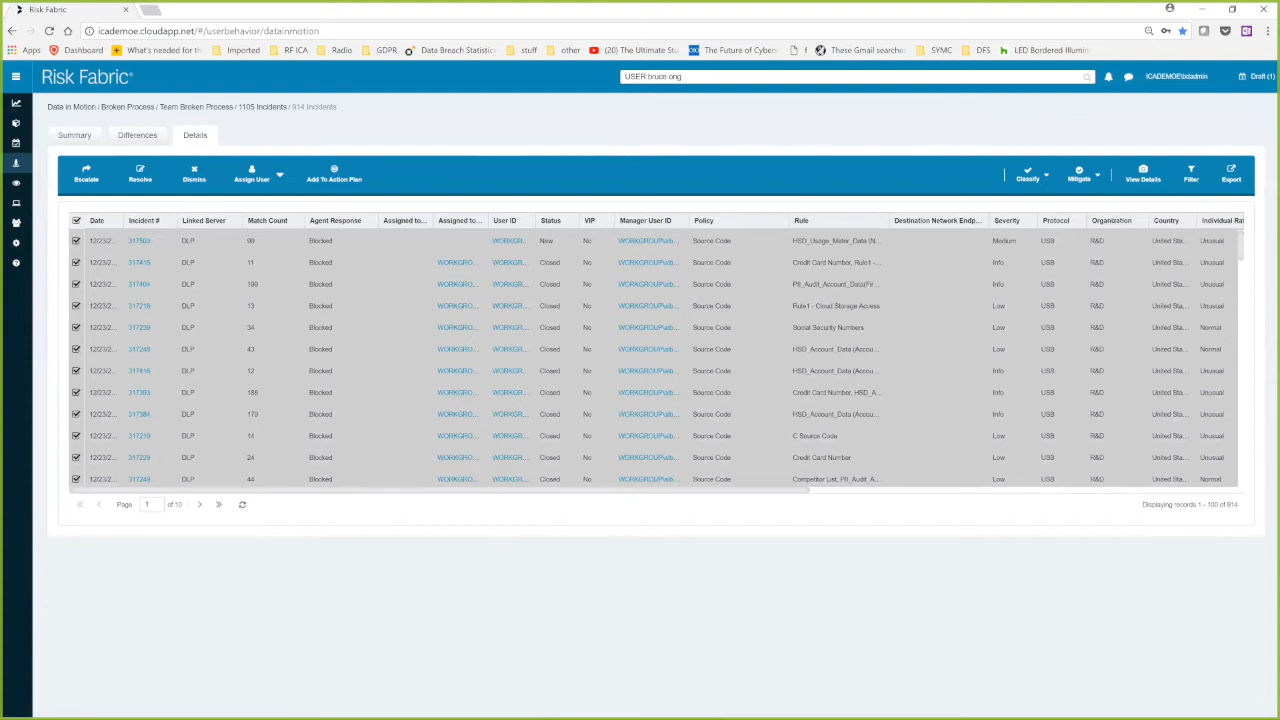 Risk Fabric
icademoe.cloudapp.net/#/userbehavior/datainmotion
Apps Dashboard What's needed for th Imported RF ICA Radio GDPR Data Breach Statistics stuff other (20) The Ultimate Stu The Future of Cybers f These Gmail searche SYMC DFS LED Bordered Illumin
Risk Fabric® USER:bruce.ong ICADEMOE\txdadmin Draft (1)
Data in Motion / Broken Process / Team Broken Process / 1105 Incidents / 914 Incidents
Summary Differences Details
Escalate Resolve Dismiss Assign User Add To Action Plan Classify Mitigate View Details Filter Export
Date Incident # Linked Server Match Count Agent Response Assigned to... Assigned to... User ID Status VIP Manager User ID Policy Rule Destination Network Endp... Severity Protocol Organization Country Individual Rat
12/23/2... 317503 DLP 99 Blocked WORKGR... New No WORKGROUP\alb... Source Code HSD_Usage_Meter_Data (N... Medium USB R&D United Sta... Unusual
12/23/2... 317415 DLP 11 Blocked WORKGRO... WORKGR... Closed No WORKGROUP\alb... Source Code Credit Card Number, Rule1 -... Info USB R&D United Sta... Unusual
12/23/2... 317404 DLP 199 Blocked WORKGRO... WORKGR... Closed No WORKGROUP\alb... Source Code PII_Audit_Account_Data(Fir... Info USB R&D United Sta... Unusual
12/23/2... 317218 DLP 13 Blocked WORKGRO... WORKGR... Closed No WORKGROUP\alb... Source Code Rule1 - Cloud Storage Access Low USB R&D United Sta... Unusual
12/23/2... 317239 DLP 34 Blocked WORKGRO... WORKGR... Closed No WORKGROUP\alb... Source Code Social Security Numbers Low USB R&D United Sta... Normal
12/23/2... 317248 DLP 43 Blocked WORKGRO... WORKGR... Closed No WORKGROUP\alb... Source Code HSD_Account_Data (Accou... Low USB R&D United Sta... Normal
12/23/2... 317416 DLP 12 Blocked WORKGRO... WORKGR... Closed No WORKGROUP\alb... Source Code HSD_Account_Data (Accou... Info USB R&D United Sta... Unusual
12/23/2... 317393 DLP 188 Blocked WORKGRO... WORKGR... Closed No WORKGROUP\alb... Source Code Credit Card Number, HSD_A... Info USB R&D United Sta... Unusual
12/23/2... 317384 DLP 179 Blocked WORKGRO... WORKGR... Closed No WORKGROUP\alb... Source Code HSD_Account_Data (Accou... Info USB R&D United Sta... Unusual
12/23/2... 317219 DLP 14 Blocked WORKGRO... WORKGR... Closed No WORKGROUP\alb... Source Code C Source Code Low USB R&D United Sta... Unusual
12/23/2... 317229 DLP 24 Blocked WORKGRO... WORKGR... Closed No WORKGROUP\alb... Source Code Credit Card Number Low USB R&D United Sta... Unusual
12/23/2... 317249 DLP 44 Blocked WORKGRO... WORKGR... Closed No WORKGROUP\alb... Source Code Competitor List, PII_Audit_A... Low USB R&D United Sta... Normal
Page 1 of 10 Displaying records 1 - 100 of 914